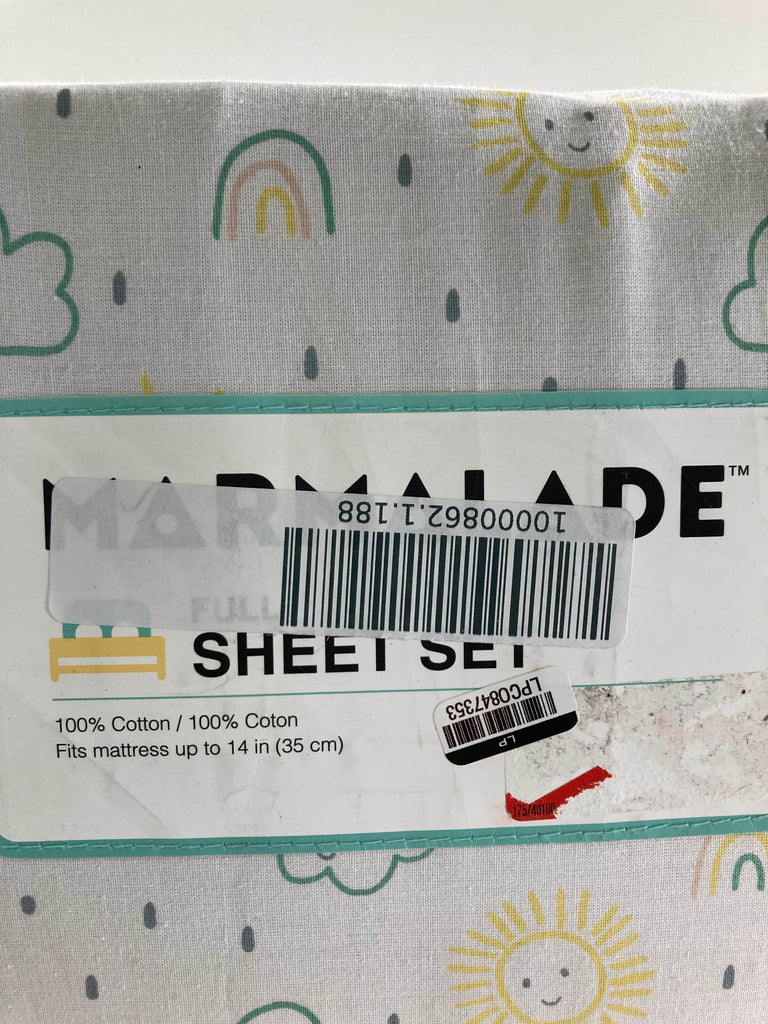 MARMALADE™
10000862.1.188
FULL
SHEET SET
100% Cotton / 100% Coton
Fits mattress up to 14 in (35 cm)
LPC0847353
LP